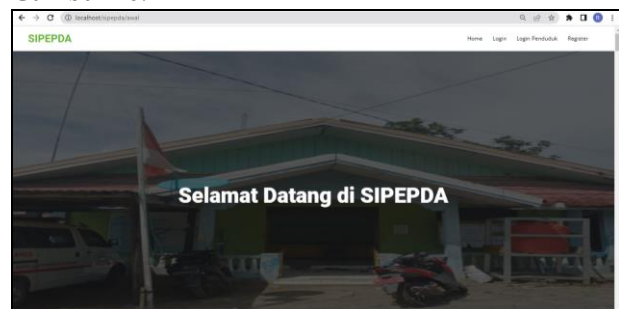 localhost/sipepda/awal
SIPEPDA
Home Login Login Penduduk Register
Selamat Datang di SIPEPDA